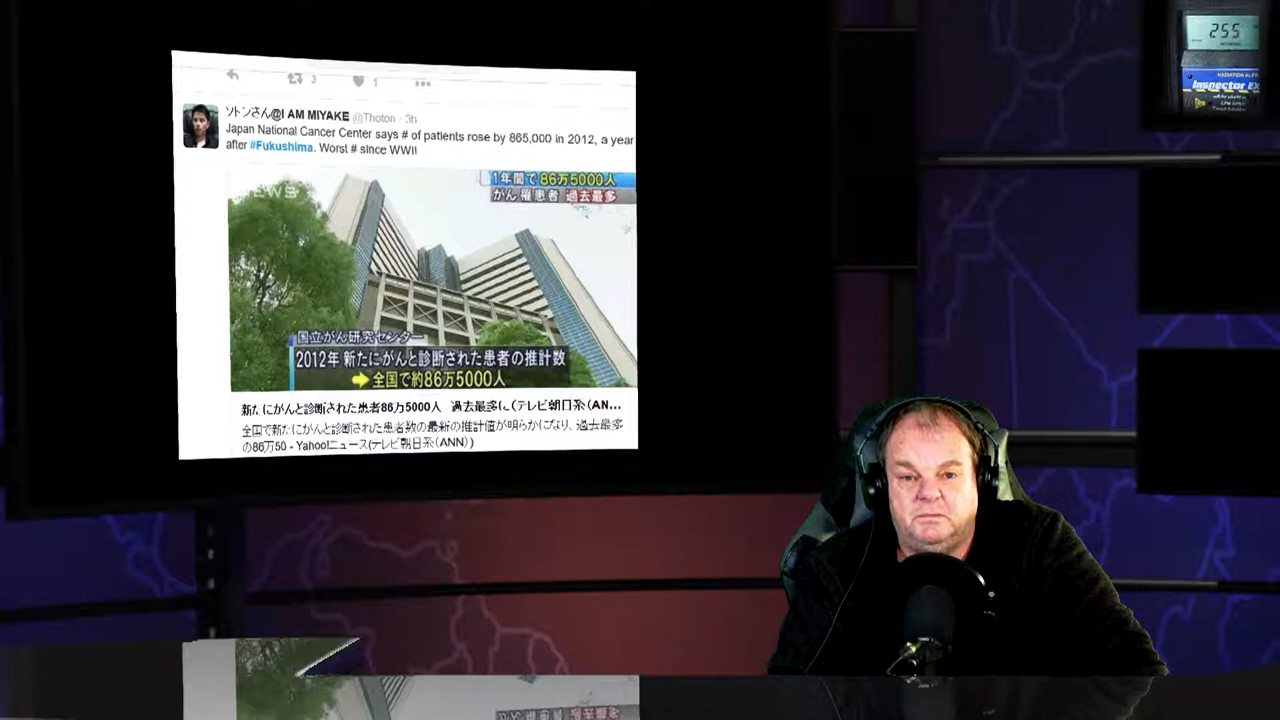 3
1
ソトンさん@I AM MIYAKE @Thoton · 3h
Japan National Cancer Center says # of patients rose by 865,000 in 2012, a year
after #Fukushima. Worst # since WWII
NEWS
1年間で86万5000人
がん罹患者 過去最多
国立がん研究センター
2012年 新たにがんと診断された患者の推計数
➡全国で約86万5000人
新たにがんと診断された患者86万5000人 過去最多に(テレビ朝日系(AN...
全国で新たにがんと診断された患者数の最新の推計値が明らかになり、過去最多
の86万50 - Yahoo!ニュース(テレビ朝日系(ANN))
255
RADIATION ALERT
Inspector EX